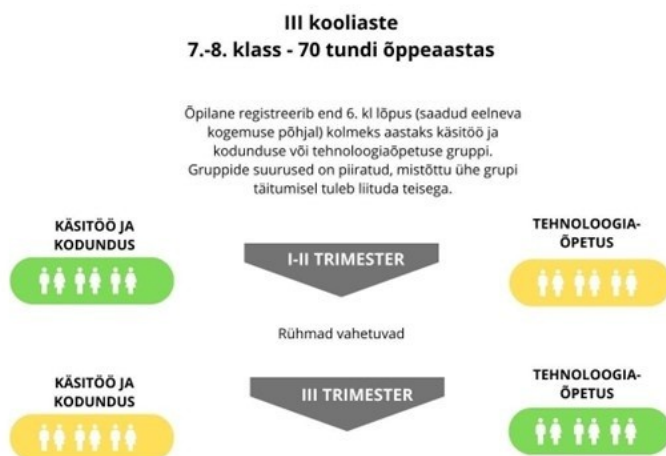 III kooliaste
7.-8. klass - 70 tundi õppeaastas
Õpilane registreerib end 6. kl lõpus (saadud eelneva
kogemuse põhjal) kolmeks aastaks käsitöö ja
kodunduse või tehnoloogiaõpetuse gruppi.
Gruppide suurused on piiratud, mistõttu ühe grupi
täitumisel tuleb liituda teisega.
KÄSITÖÖ JA
KODUNDUS
I-II TRIMESTER
TEHNOLOOGIA-
ÕPETUS
Rühmad vahetuvad
KÄSITÖÖ JA
KODUNDUS
III TRIMESTER
TEHNOLOOGIA-
ÕPETUS